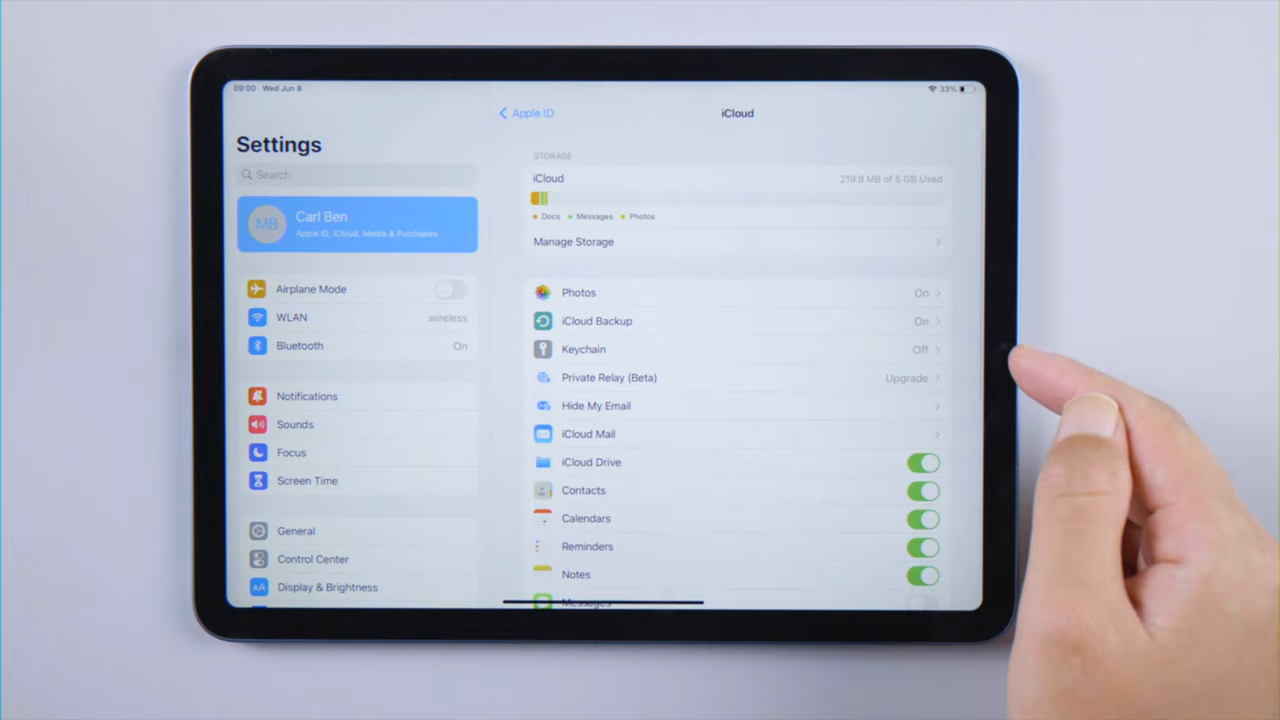 09:00 Wed Jun 8
33%
Settings
Search
MB
Carl Ben
Apple ID, iCloud, Media & Purchases
Airplane Mode
WLAN wireless
Bluetooth On
Notifications
Sounds
Focus
Screen Time
General
Control Center
AA Display & Brightness
Apple ID
iCloud
STORAGE
iCloud 219.9 MB of 5 GB Used
Docs Messages Photos
Manage Storage
Photos On
iCloud Backup On
Keychain Off
Private Relay (Beta) Upgrade
Hide My Email
iCloud Mail
iCloud Drive
Contacts
Calendars
Reminders
Notes
Messages